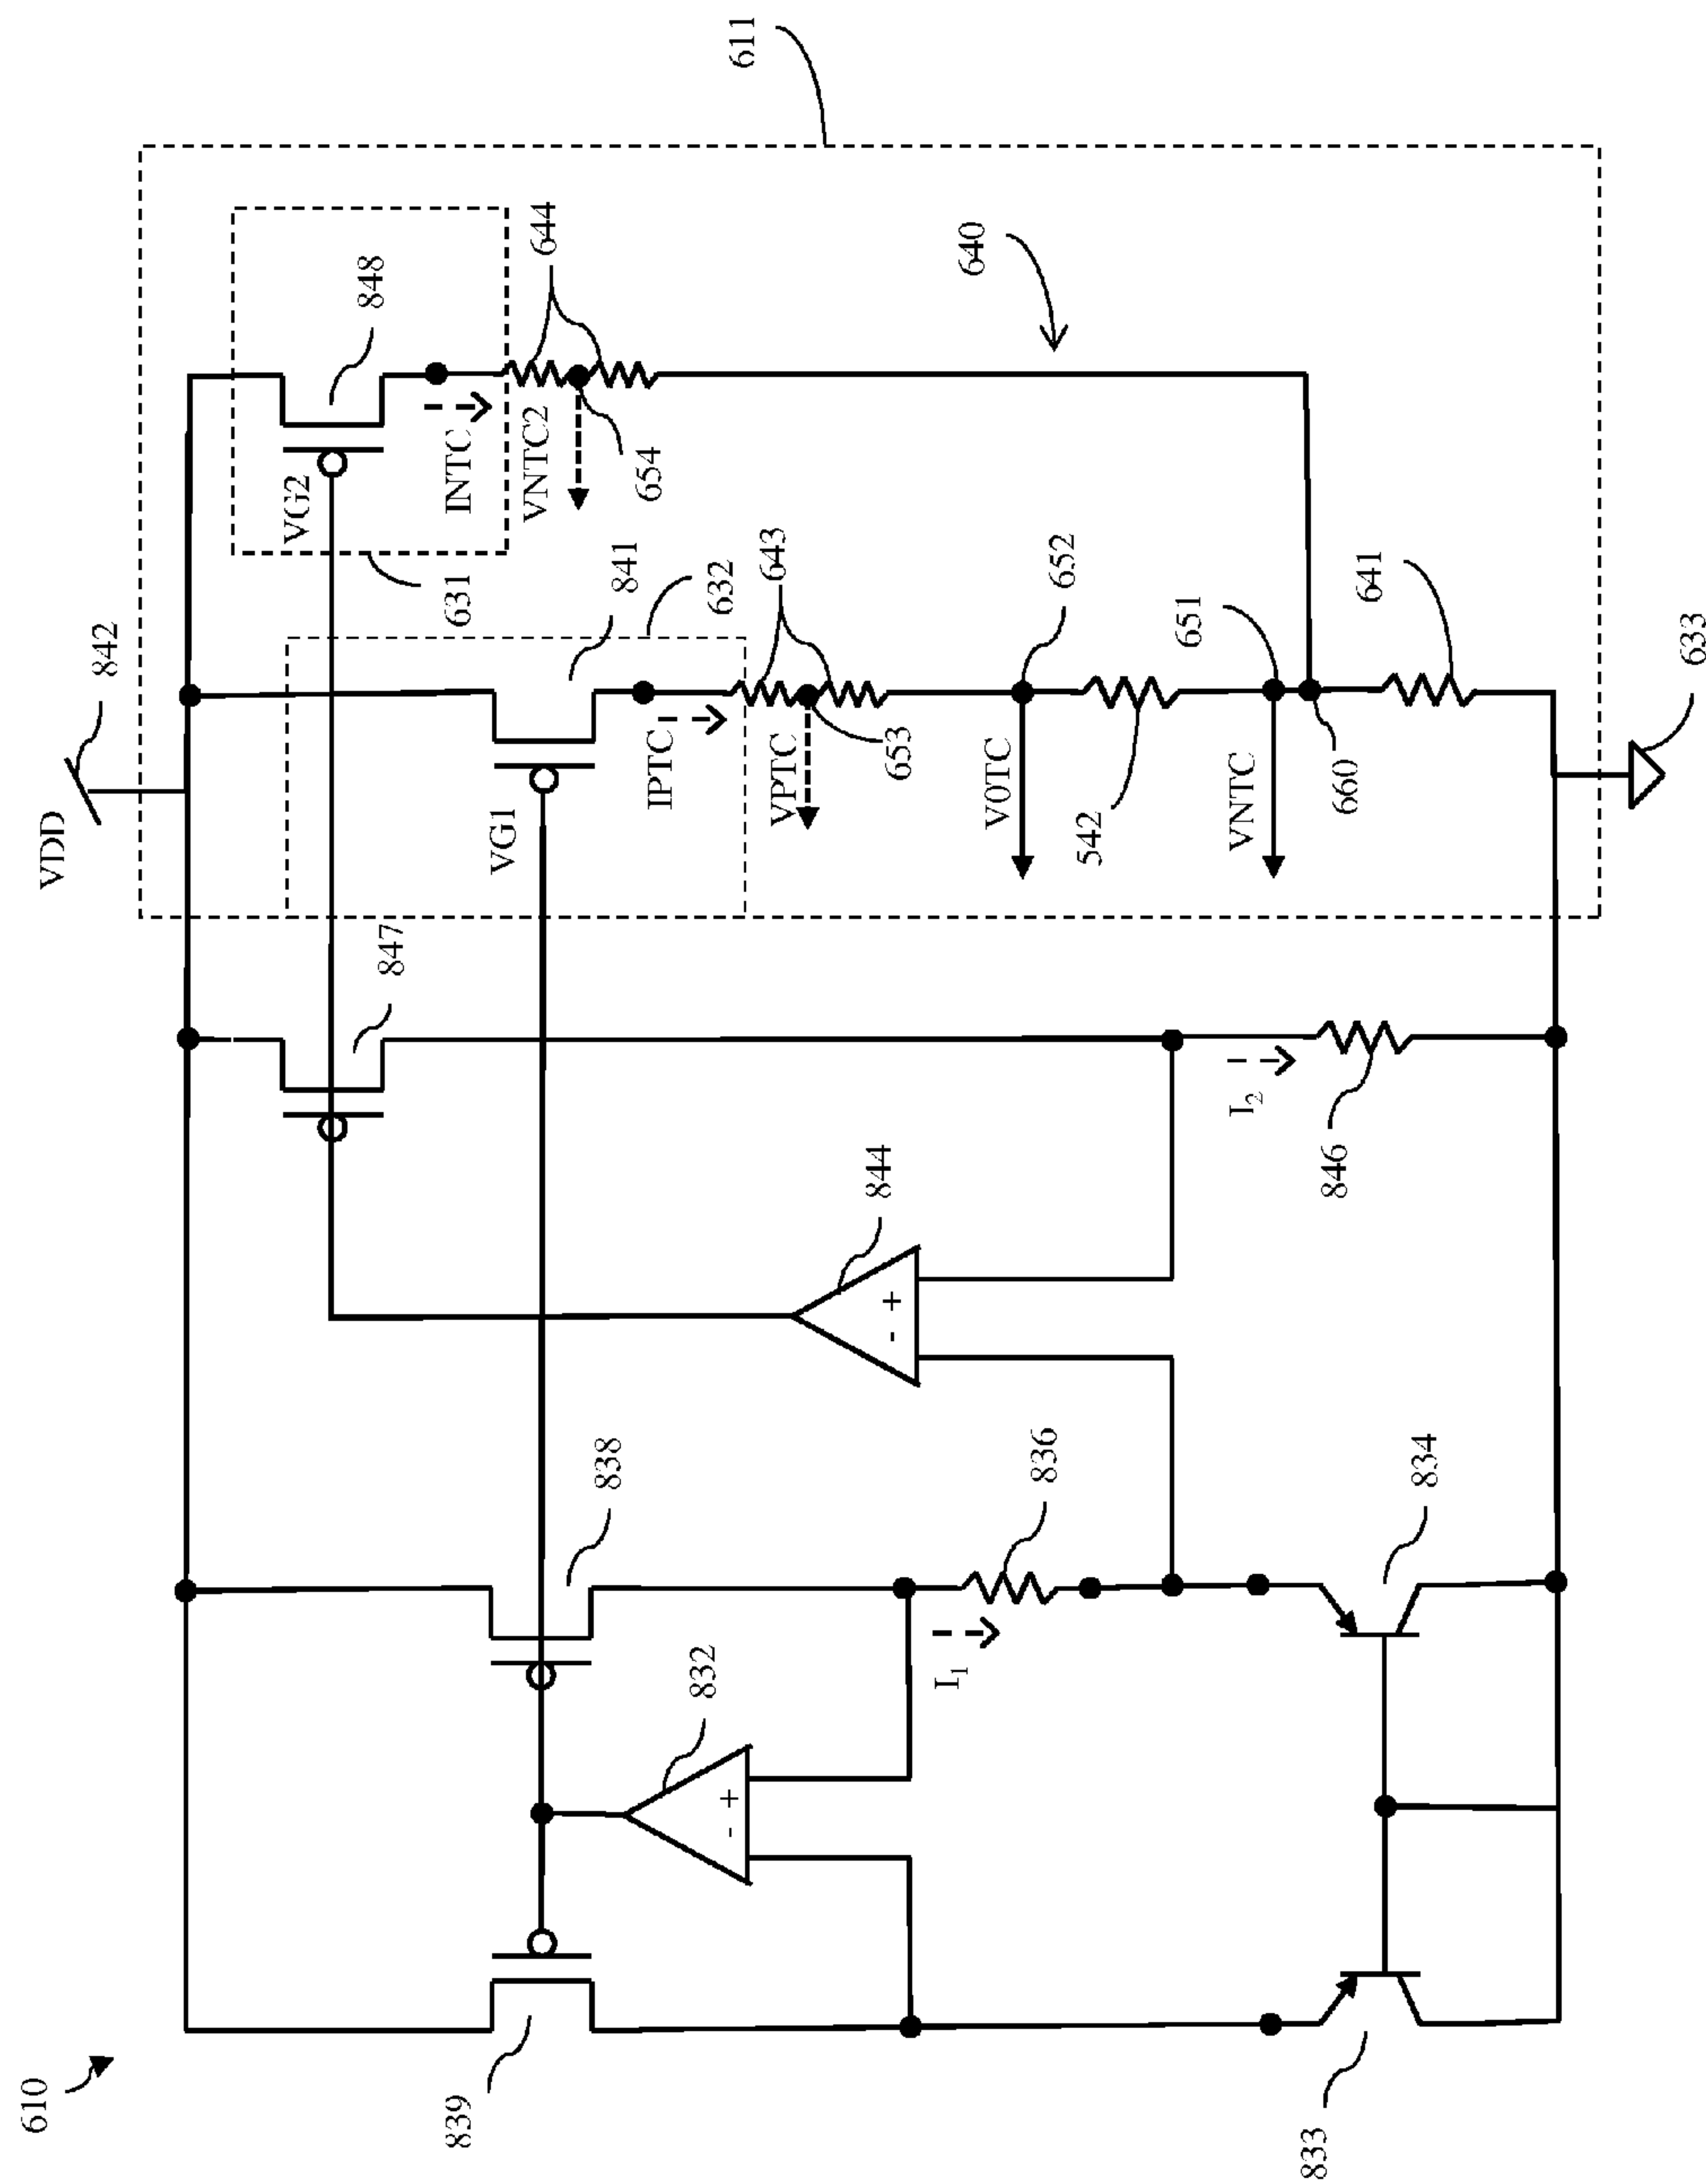 610
VDD
842
847
VG2
848
839
631
INTC
VG1
VNTC2
644
838
841
654
IPTC
832
632
- +
611
643
VPTC
844
- +
653
I₁
640
V0TC
836
652
542
651
I₂
VNTC
833
846
660
641
834
633